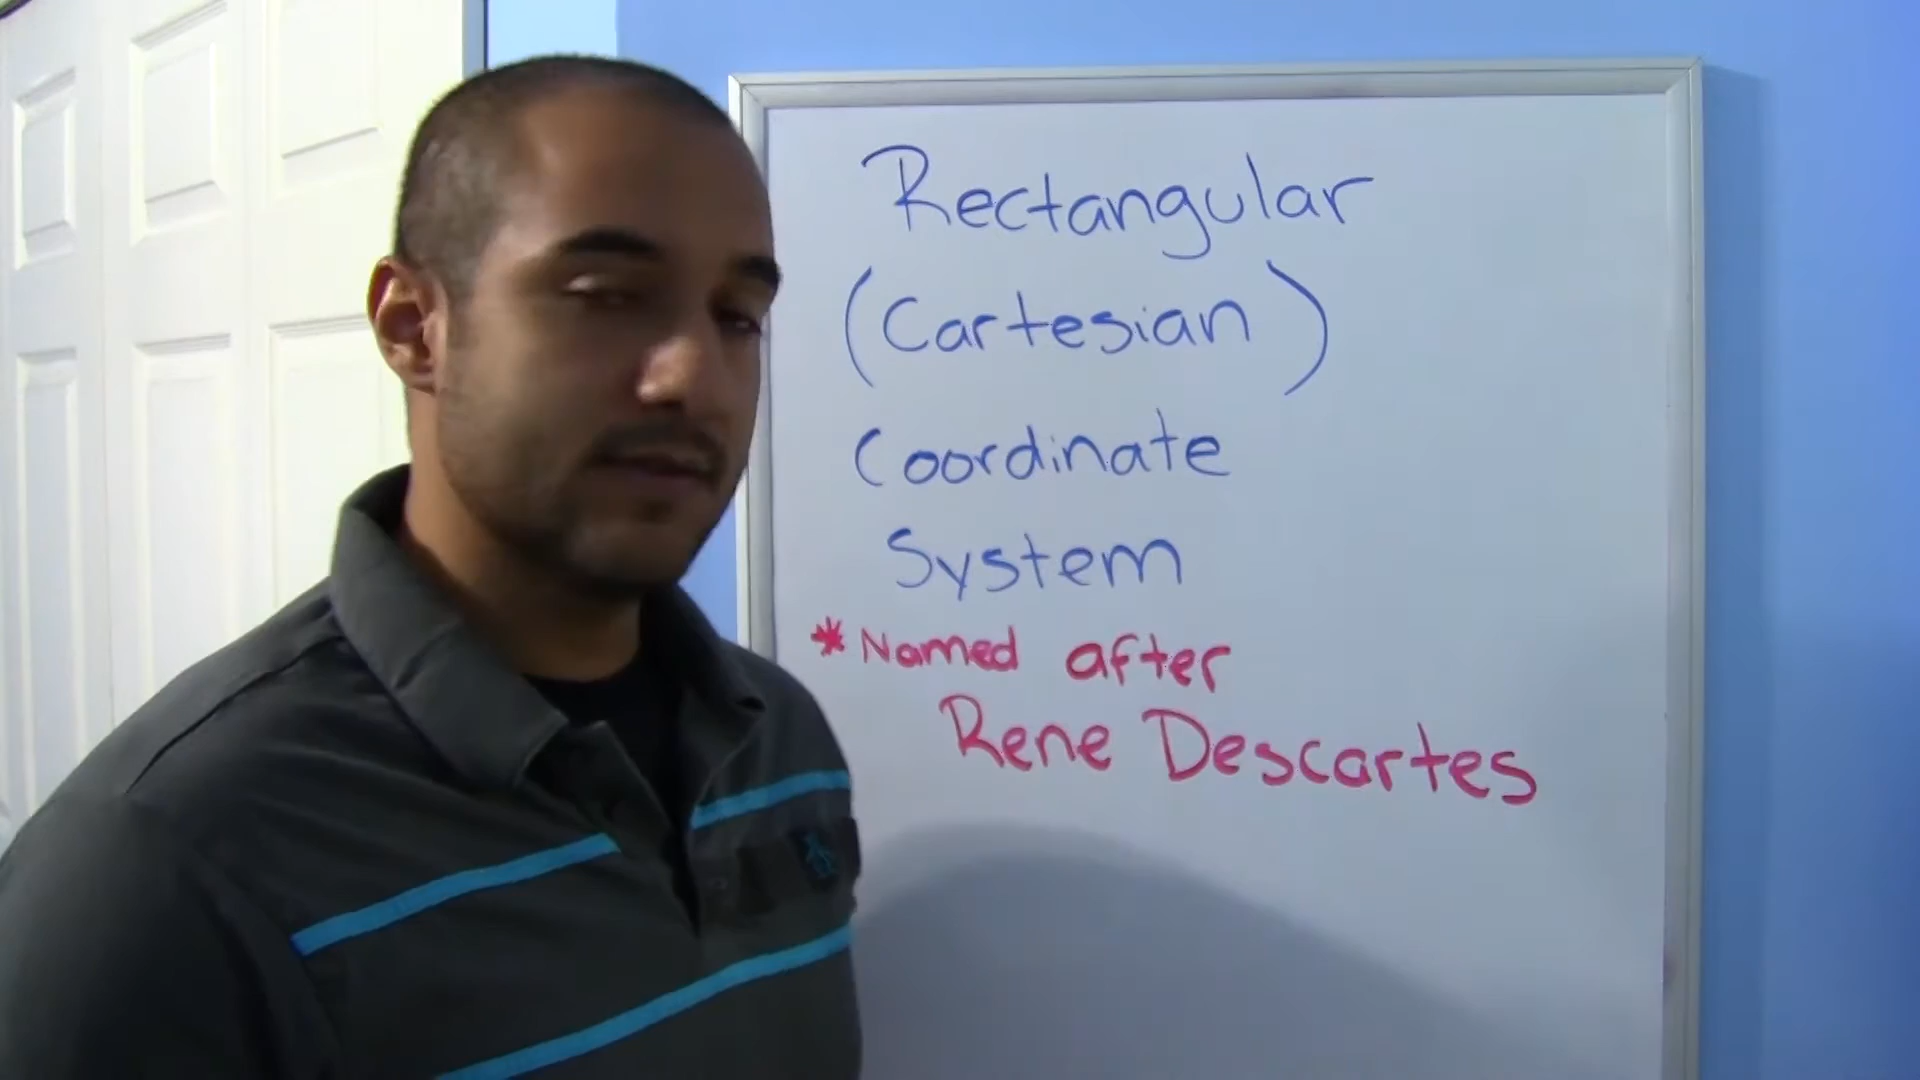 Rectangular
(Cartesian)
Coordinate
System
* Named after
Rene Descartes